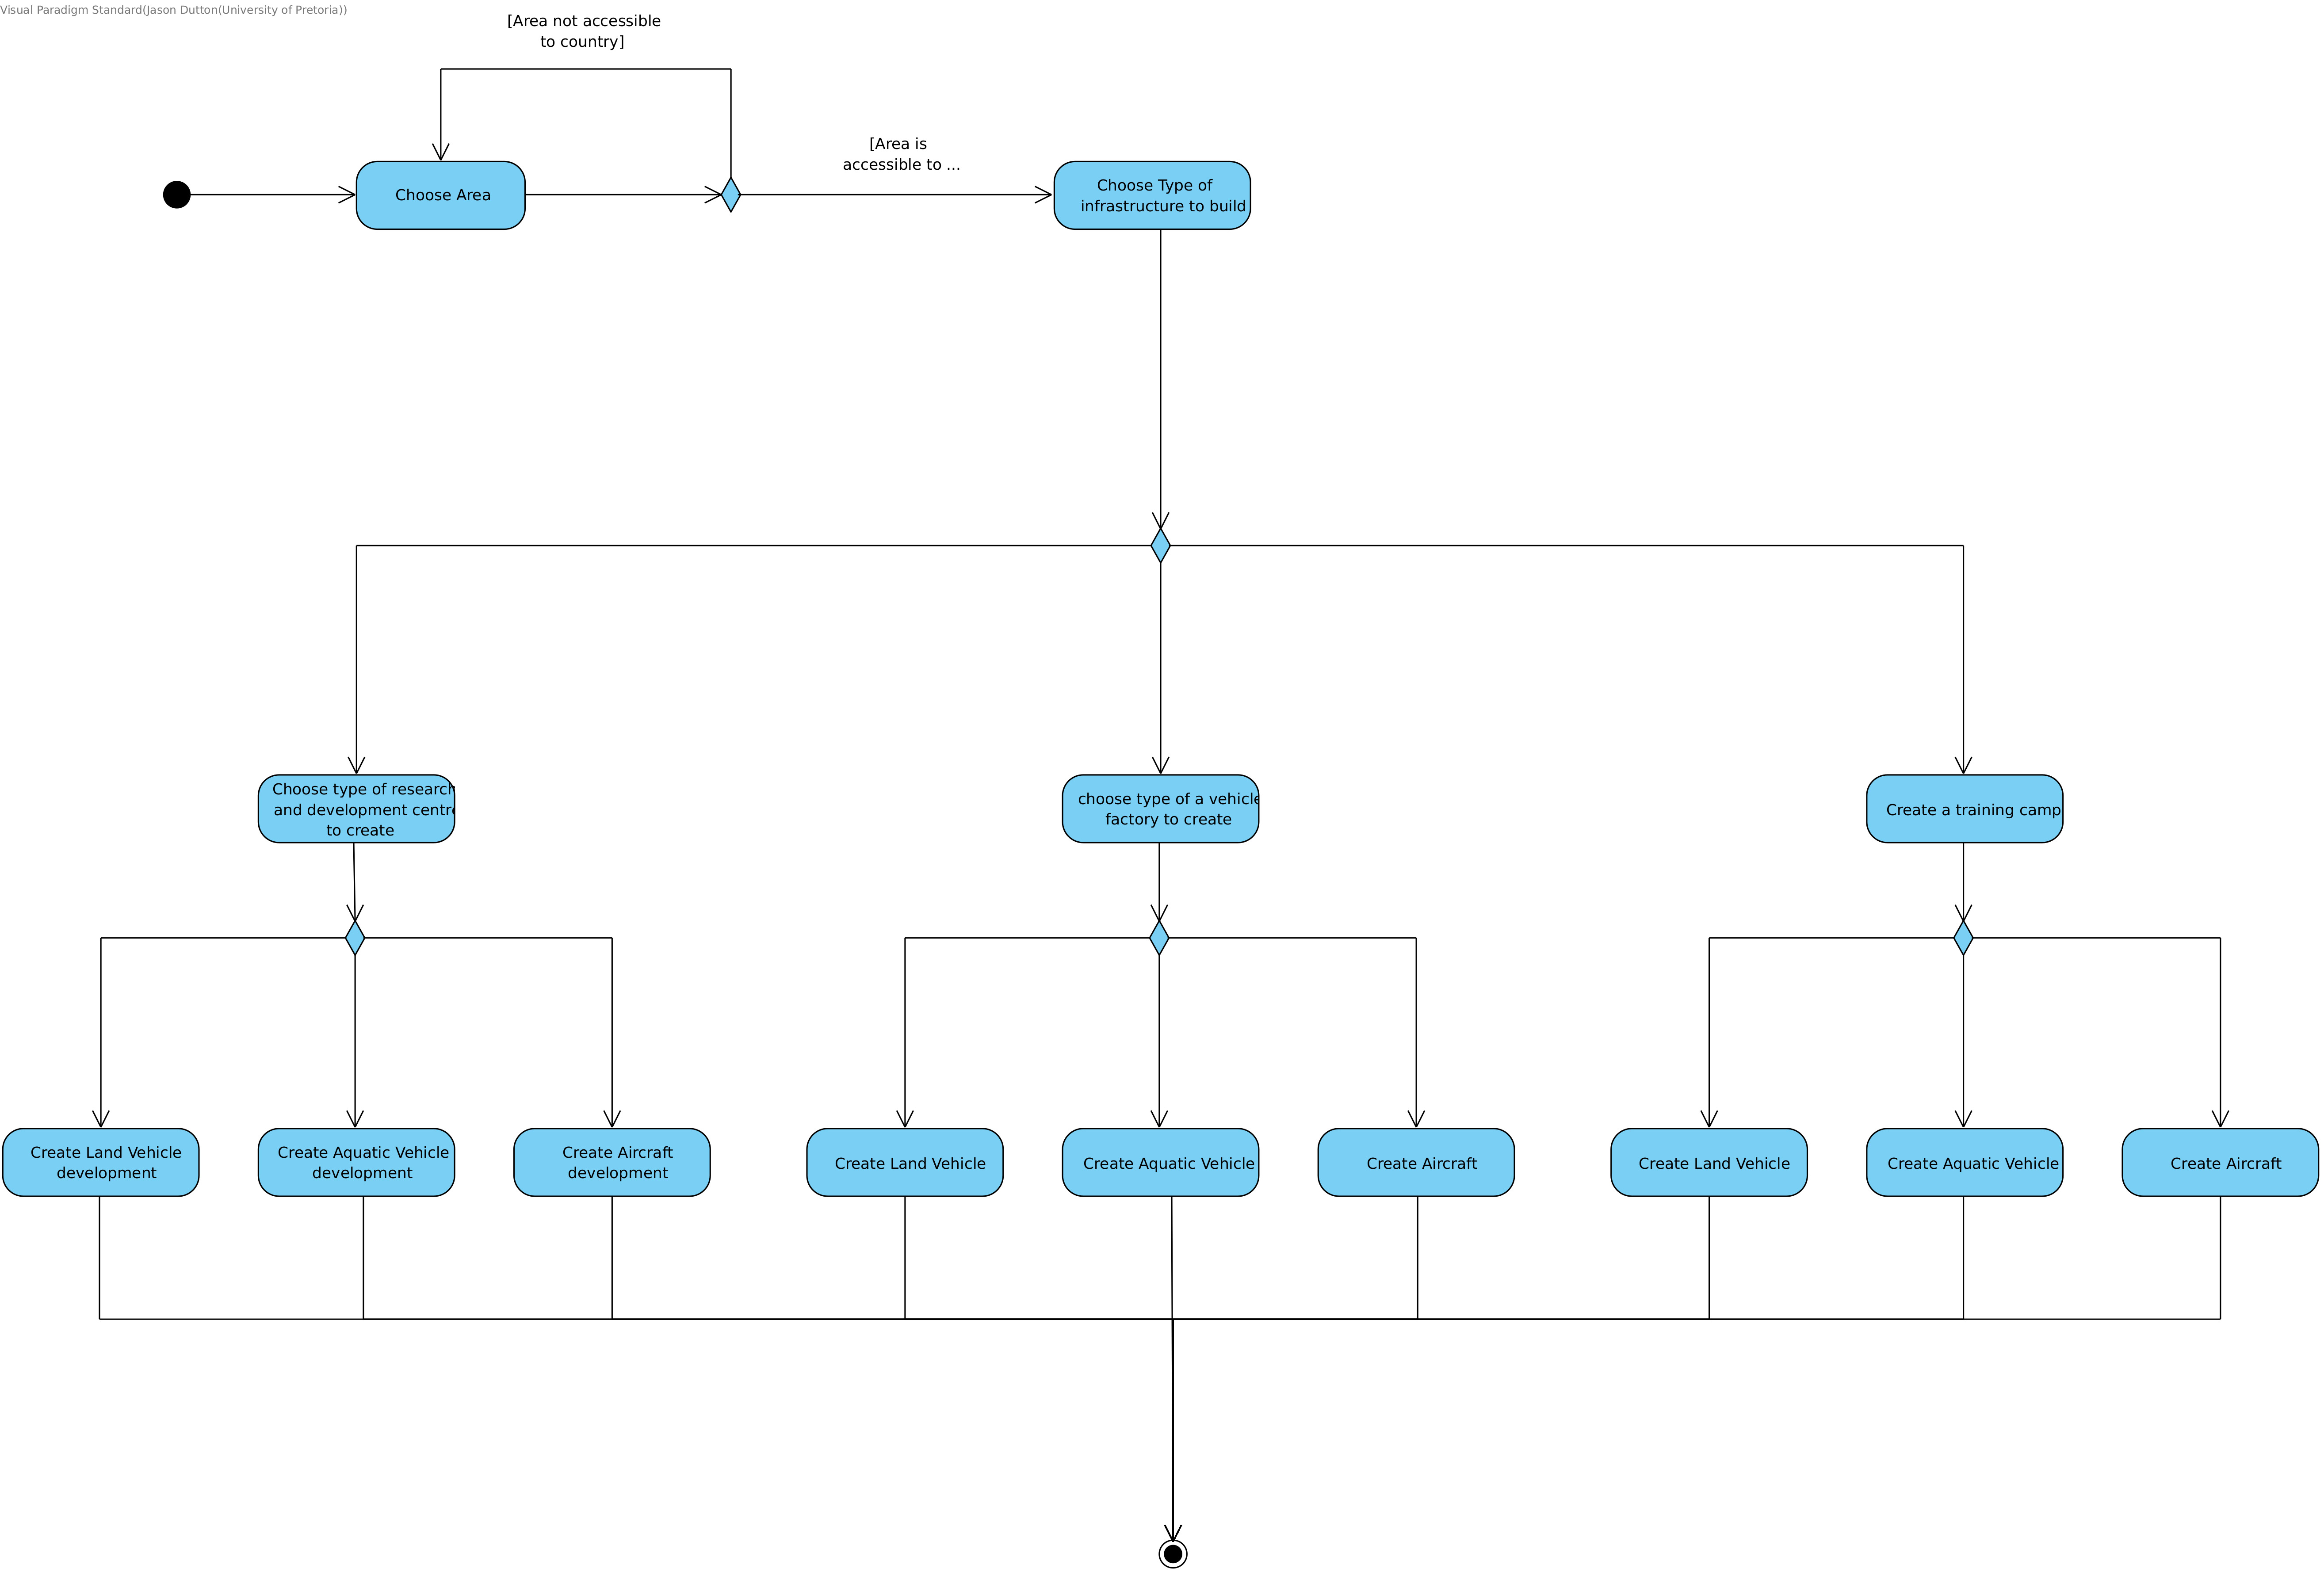 Visual Paradigm Standard(Jason Dutton(University of Pretoria))
[Area not accessible
to country]
[Area is
accessible to ...
Choose Area
Choose Type of
infrastructure to build
Choose type of research
and development centre
to create
choose type of a vehicle
factory to create
Create a training camp
Create Land Vehicle
development
Create Aquatic Vehicle
development
Create Aircraft
development
Create Land Vehicle
Create Aquatic Vehicle
Create Aircraft
Create Land Vehicle
Create Aquatic Vehicle
Create Aircraft